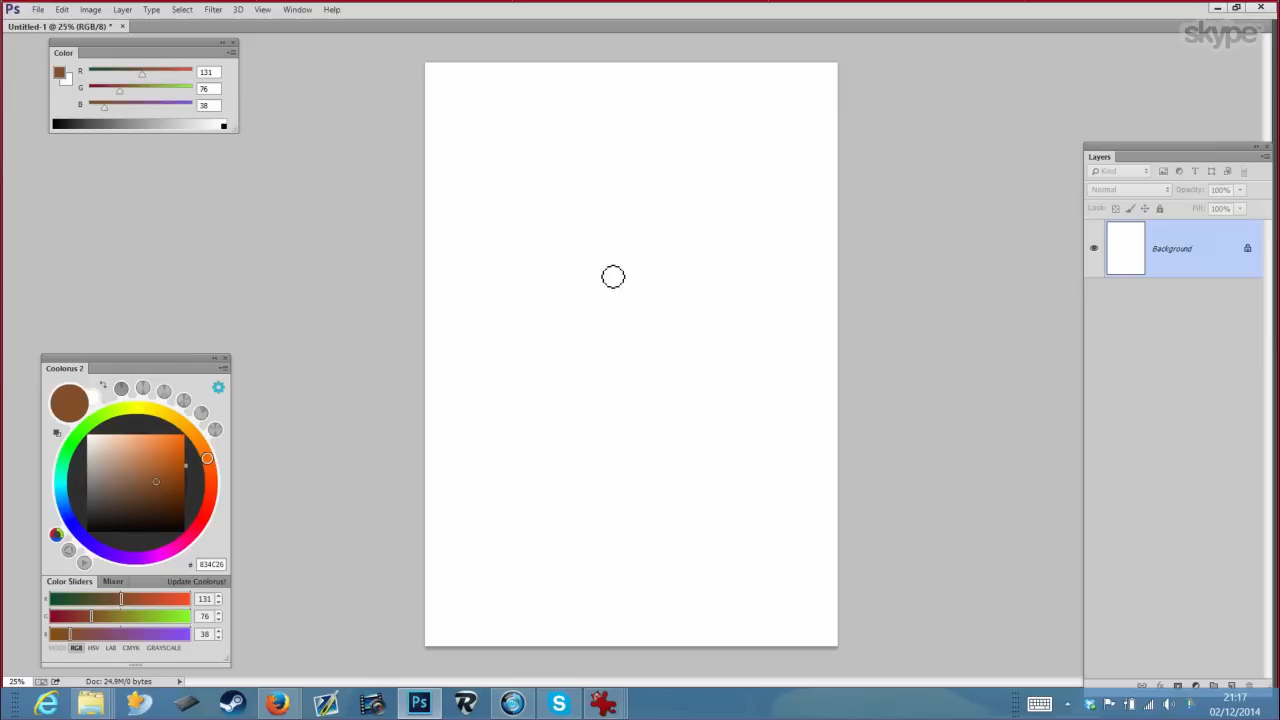 Ps File Edit Image Layer Type Select Filter 3D View Window Help
Untitled-1 @ 25% (RGB/8) * ×
skype™
Color
R 131
G 76
B 38
Layers
Kind
Normal Opacity: 100%
Lock: Fill: 100%
Background
Coolorus 2
# 834C26
Color Sliders Mixer Update Coolorus!
R 131
G 76
B 38
MODE RGB HSV LAB CMYK GRAYSCALE
25% Doc: 24.9M/0 bytes
Ps
21:17
02/12/2014